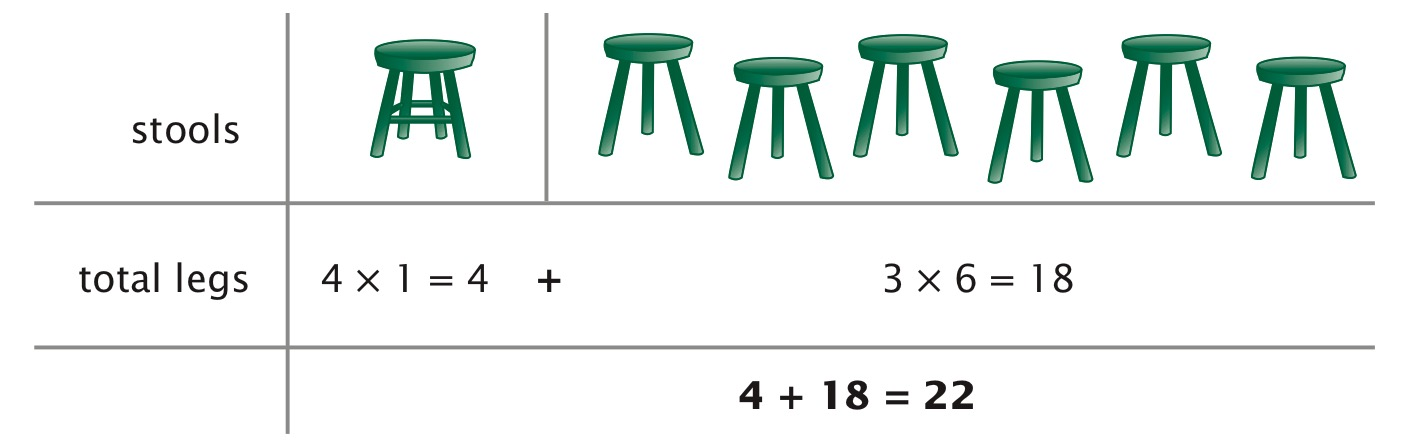 stools
total legs 4 × 1 = 4 + 3 × 6 = 18
4 + 18 = 22